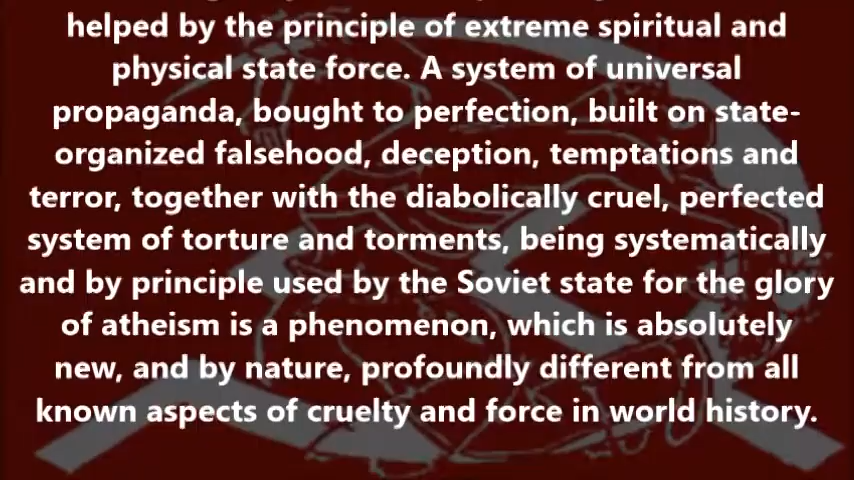 helped by the principle of extreme spiritual and
physical state force. A system of universal
propaganda, bought to perfection, built on state-
organized falsehood, deception, temptations and
terror, together with the diabolically cruel, perfected
system of torture and torments, being systematically
and by principle used by the Soviet state for the glory
of atheism is a phenomenon, which is absolutely
new, and by nature, profoundly different from all
known aspects of cruelty and force in world history.